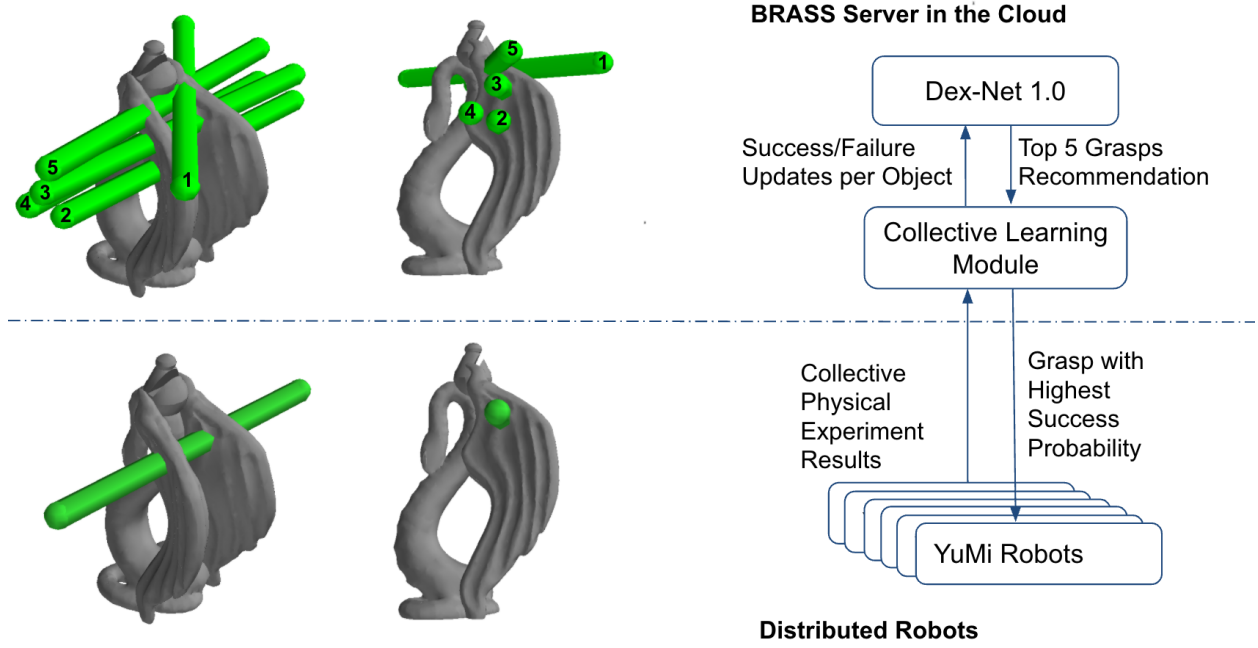 BRASS Server in the Cloud
5
3
4
2
1
5
1
3
4
2
Dex-Net 1.0
Success/Failure
Updates per Object
Top 5 Grasps
Recommendation
Collective Learning
Module
Collective
Physical
Experiment
Results
Grasp with
Highest
Success
Probability
YuMi Robots
Distributed Robots